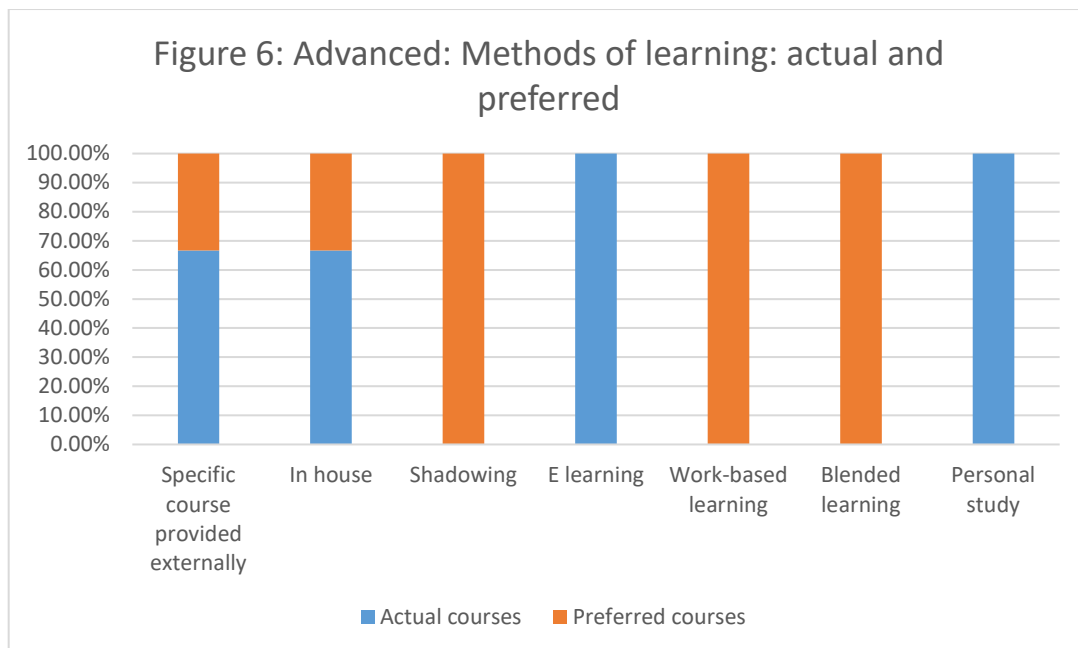 Figure 6: Advanced: Methods of learning: actual and
preferred
100.00%
90.00%
80.00%
70.00%
60.00%
50.00%
40.00%
30.00%
20.00%
10.00%
0.00%
Specific
course
provided
externally
In house
Shadowing
E learning
Work-based
learning
Blended
learning
Personal
study
Actual courses
Preferred courses